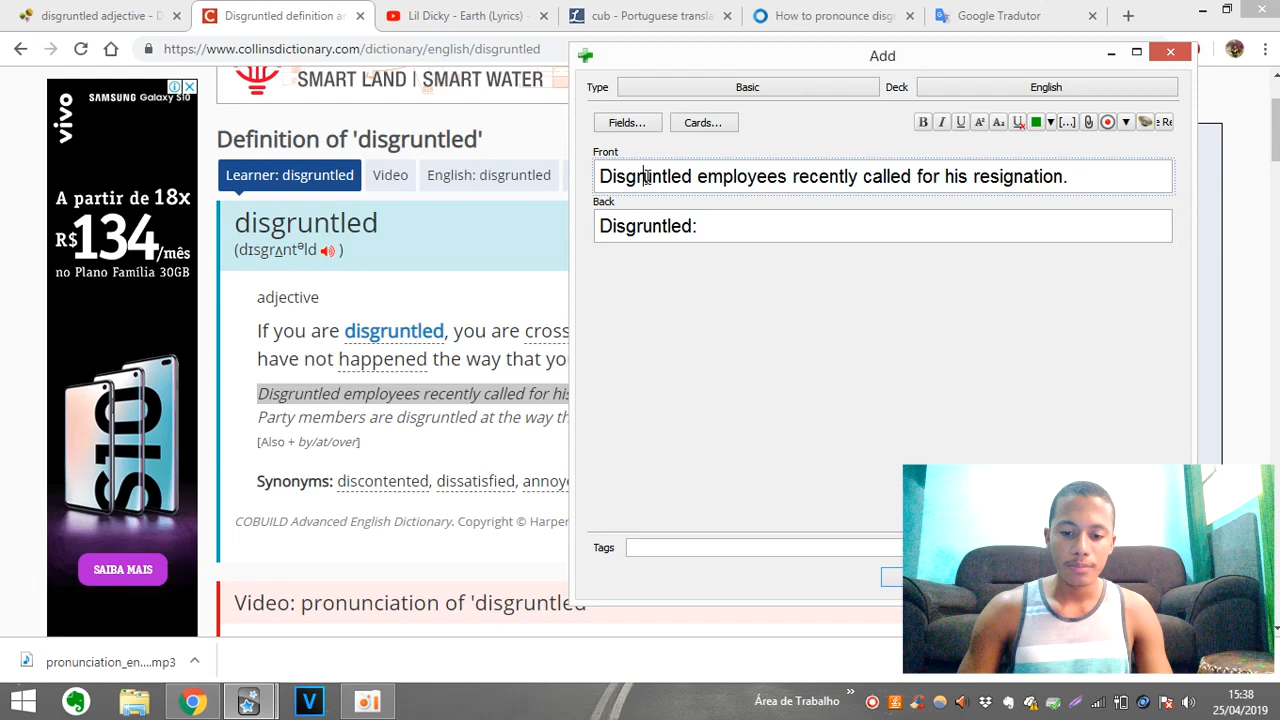 disgruntled adjective - D
Disgruntled definition ar
Lil Dicky - Earth (Lyrics) -
cub - Portuguese transla
How to pronounce disg
Google Tradutor
https://www.collinsdictionary.com/dictionary/english/disgruntled
Add
Type
Basic
Deck
English
Fields...
Cards...
Front
Disgruntled employees recently called for his resignation.
Back
Disgruntled:
Tags
SMART LAND | SMART WATER
vivo
SAMSUNG Galaxy S10
A partir de 18x
R$134/mês
no Plano Família 30GB
S10
SAIBA MAIS
Definition of 'disgruntled'
Learner: disgruntled
Video
English: disgruntled
disgruntled
(dɪsgrʌntᵊld )
adjective
If you are disgruntled, you are cross
have not happened the way that you
Disgruntled employees recently called for his
Party members are disgruntled at the way th
[Also + by/at/over]
Synonyms: discontented, dissatisfied, annoye
COBUILD Advanced English Dictionary. Copyright © Harper
Video: pronunciation of 'disgruntled
pronunciation_en....mp3
Área de Trabalho
15:38
25/04/2019